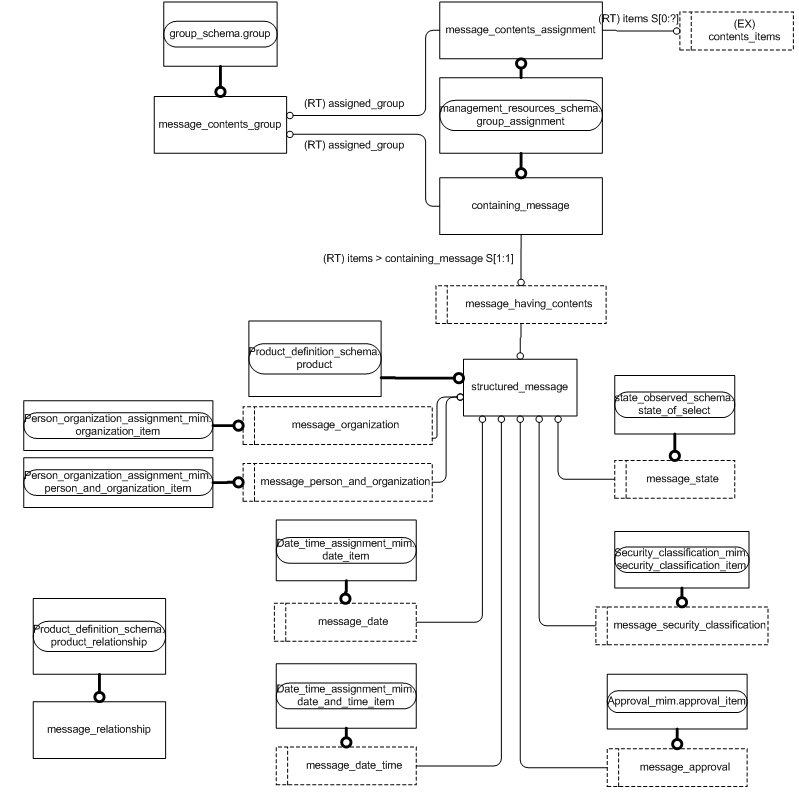 group_schema.group
message_contents_assignment
(RT) items S[0:?]
(EX)
contents_items
(RT) assigned_group
message_contents_group
management_resources_schema.
group_assignment
(RT) assigned_group
containing_message
(RT) items > containing_message S[1:1]
message_having_contents
Product_definition_schema.
product
structured_message
state_observed_schema.
state_of_select
Person_organization_assignment_mim.
organization_item
message_organization
Person_organization_assignment_mim.
person_and_organization_item
message_person_and_organization
message_state
Date_time_assignment_mim.
date_item
Security_classification_mim.
security_classification_item
message_date
message_security_classification
Product_definition_schema.
product_relationship
Date_time_assignment_mim.
date_and_time_item
Approval_mim.approval_item
message_relationship
message_date_time
message_approval